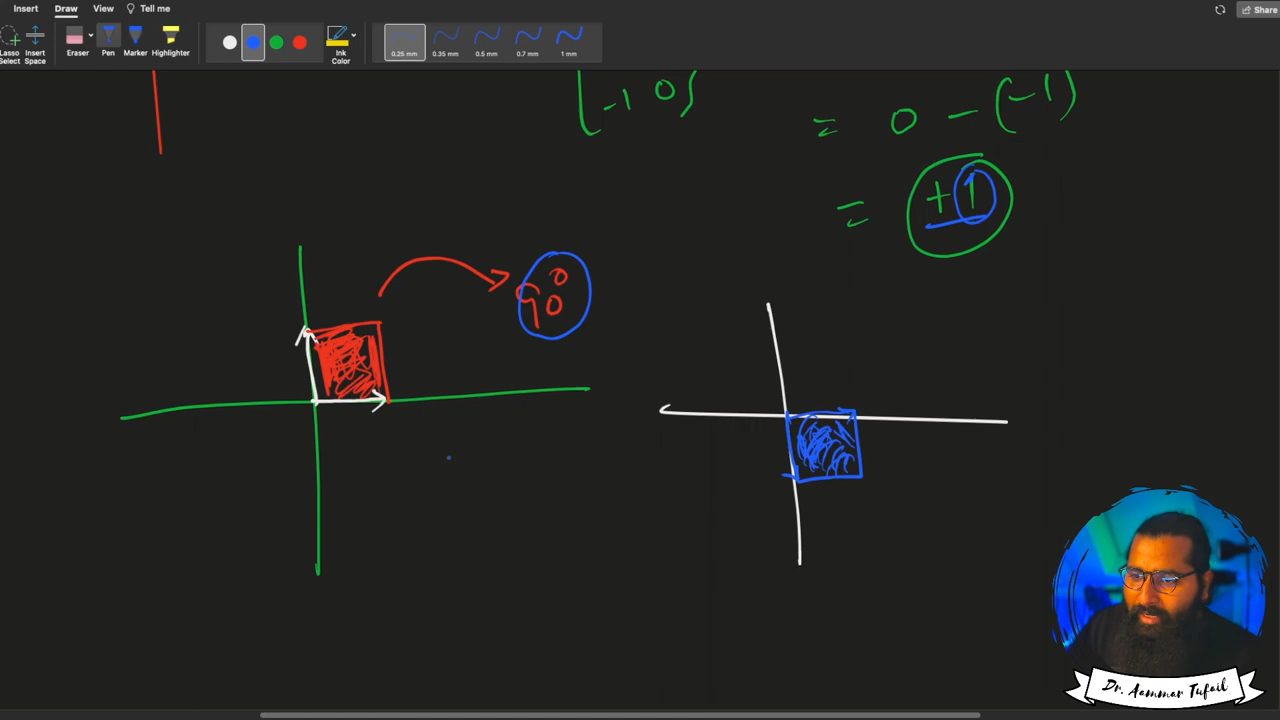 Insert Draw View Tell me
Share
Lasso Select
Insert Space
Eraser
Pen
Marker
Highlighter
Ink Color
0.25 mm
0.35 mm
0.5 mm
0.7 mm
1 mm
-1 0
= 0 - (-1)
= +1
90°
Dr. Aammar Tufail